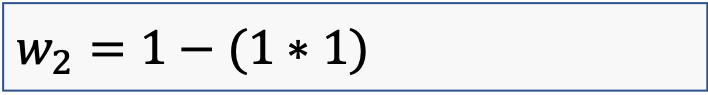 w₂ = 1 − (1 * 1)